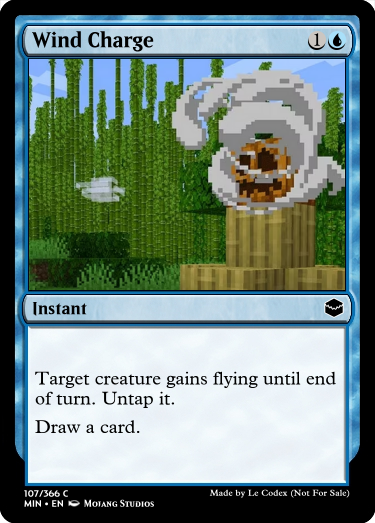 Wind Charge 1
Instant
Target creature gains flying until end
of turn. Untap it.
Draw a card.
107/366 C
MIN • EN Mojang Studios
Made by Le Codex (Not For Sale)